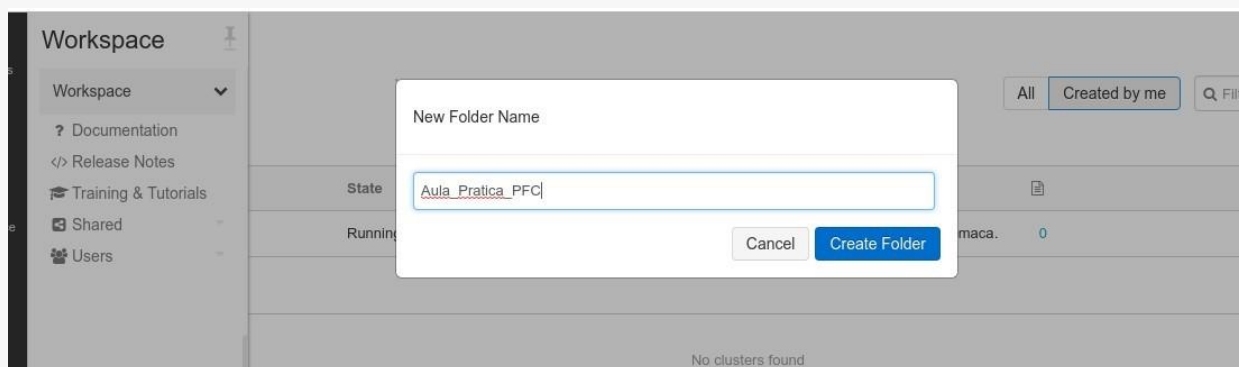 Workspace
Workspace
? Documentation
</> Release Notes
Training & Tutorials
Shared
Users
All
Created by me
New Folder Name
Aula_Pratica_PFC
Cancel
Create Folder
State
Running
maca.
0
No clusters found